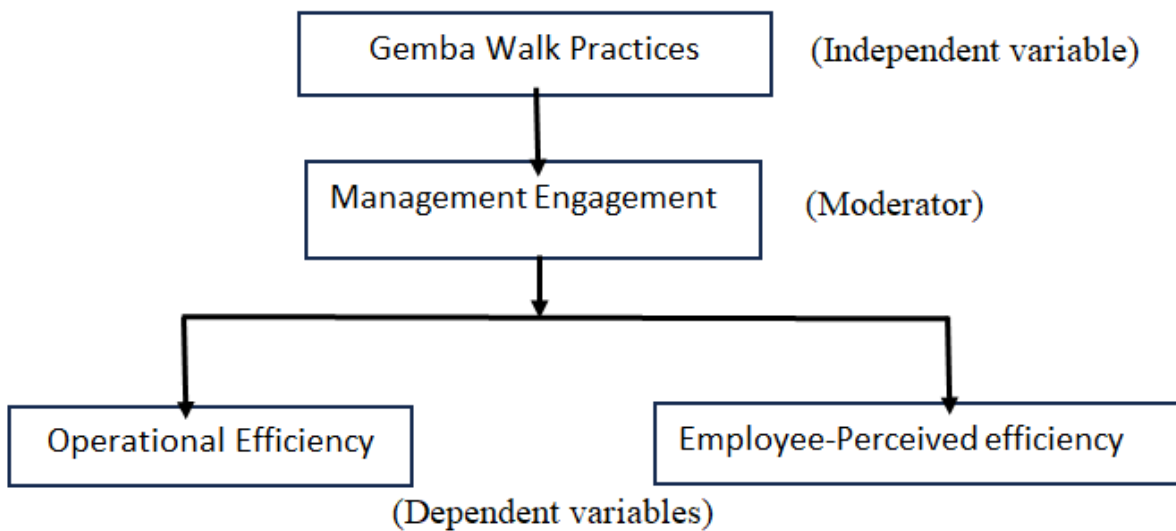 Gemba Walk Practices
(Independent variable)
Management Engagement
(Moderator)
Operational Efficiency
Employee-Perceived efficiency
(Dependent variables)